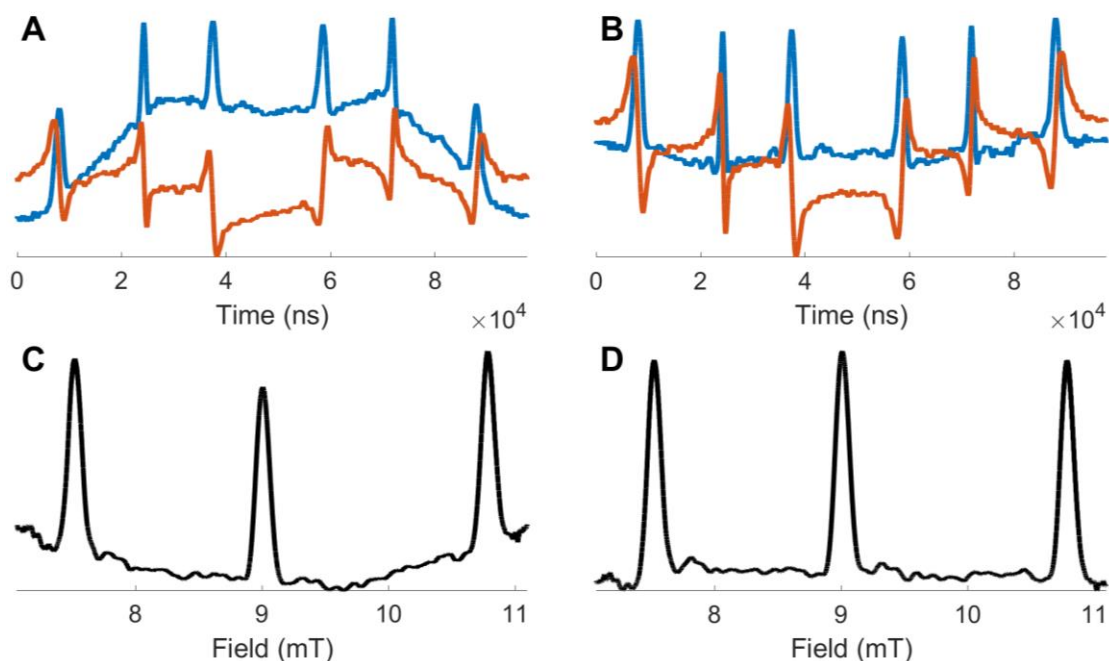 A
B
0 2 4 6 8
0 2 4 6 8
Time (ns)
×10⁴
Time (ns)
×10⁴
C
D
8 9 10 11
8 9 10 11
Field (mT)
Field (mT)